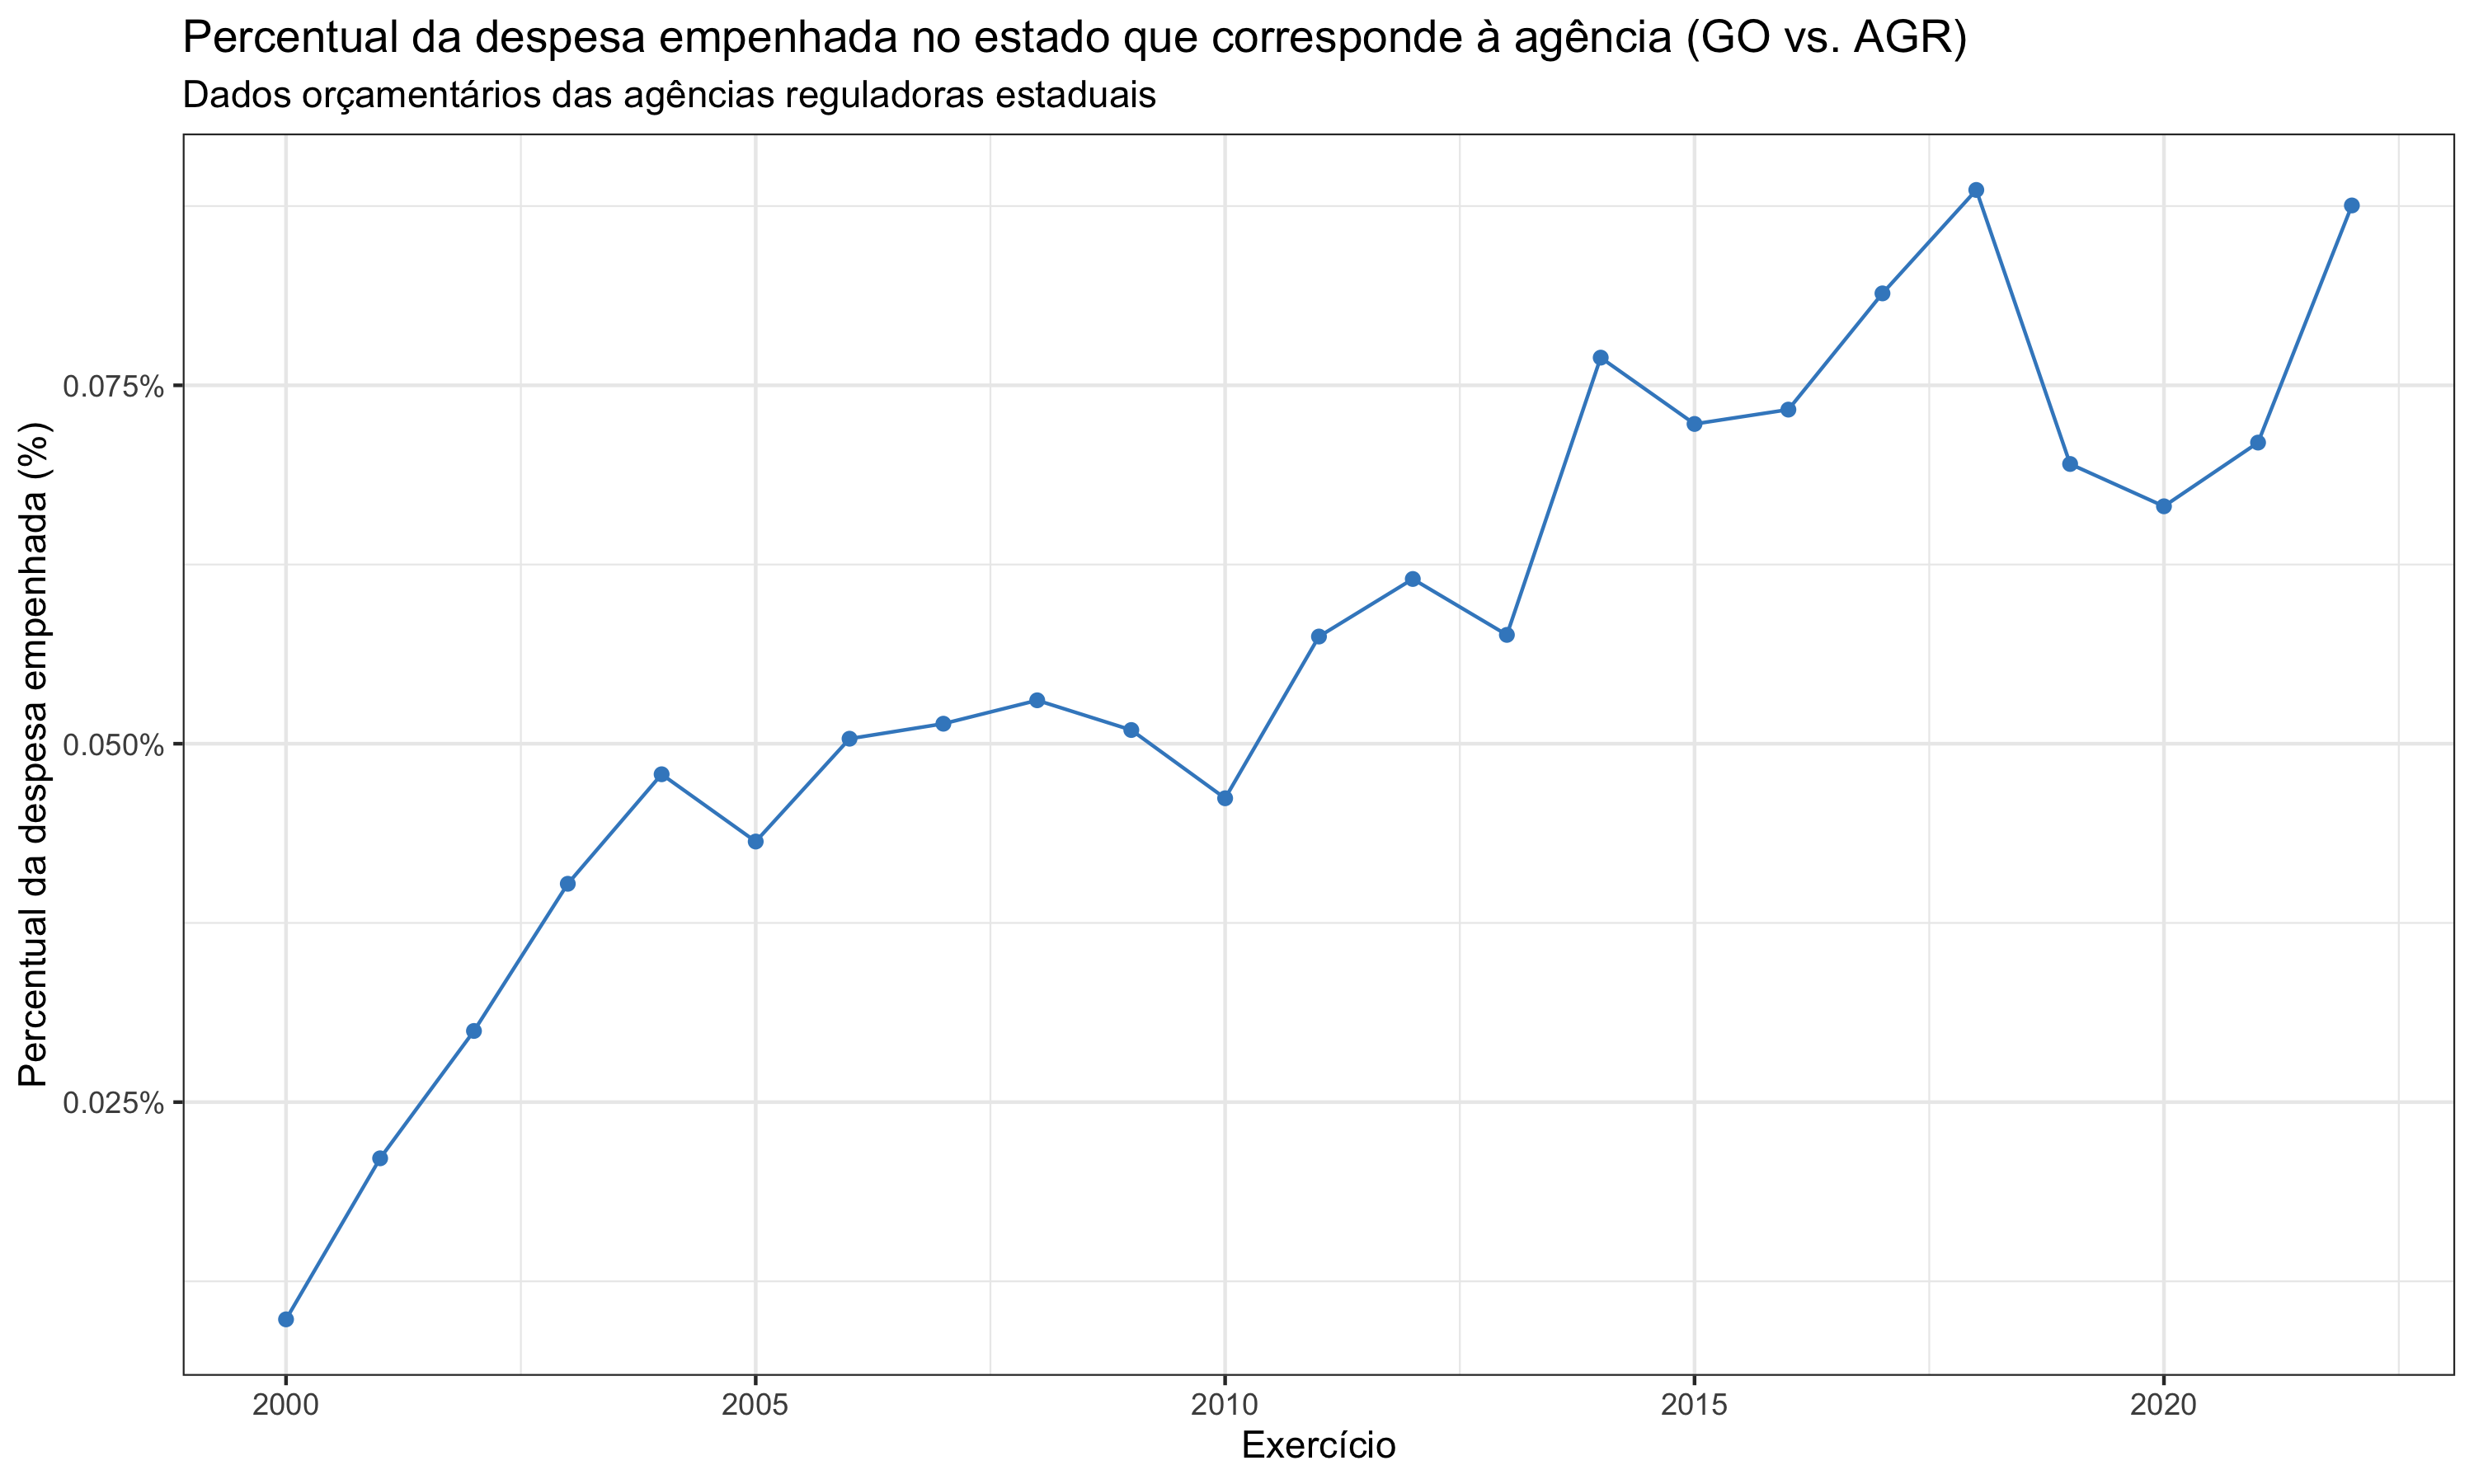 Percentual da despesa empenhada no estado que corresponde à agência (GO vs. AGR)
Dados orçamentários das agências reguladoras estaduais
Percentual da despesa empenhada (%)
0.075%
0.050%
0.025%
2000
2005
2010
2015
2020
Exercício